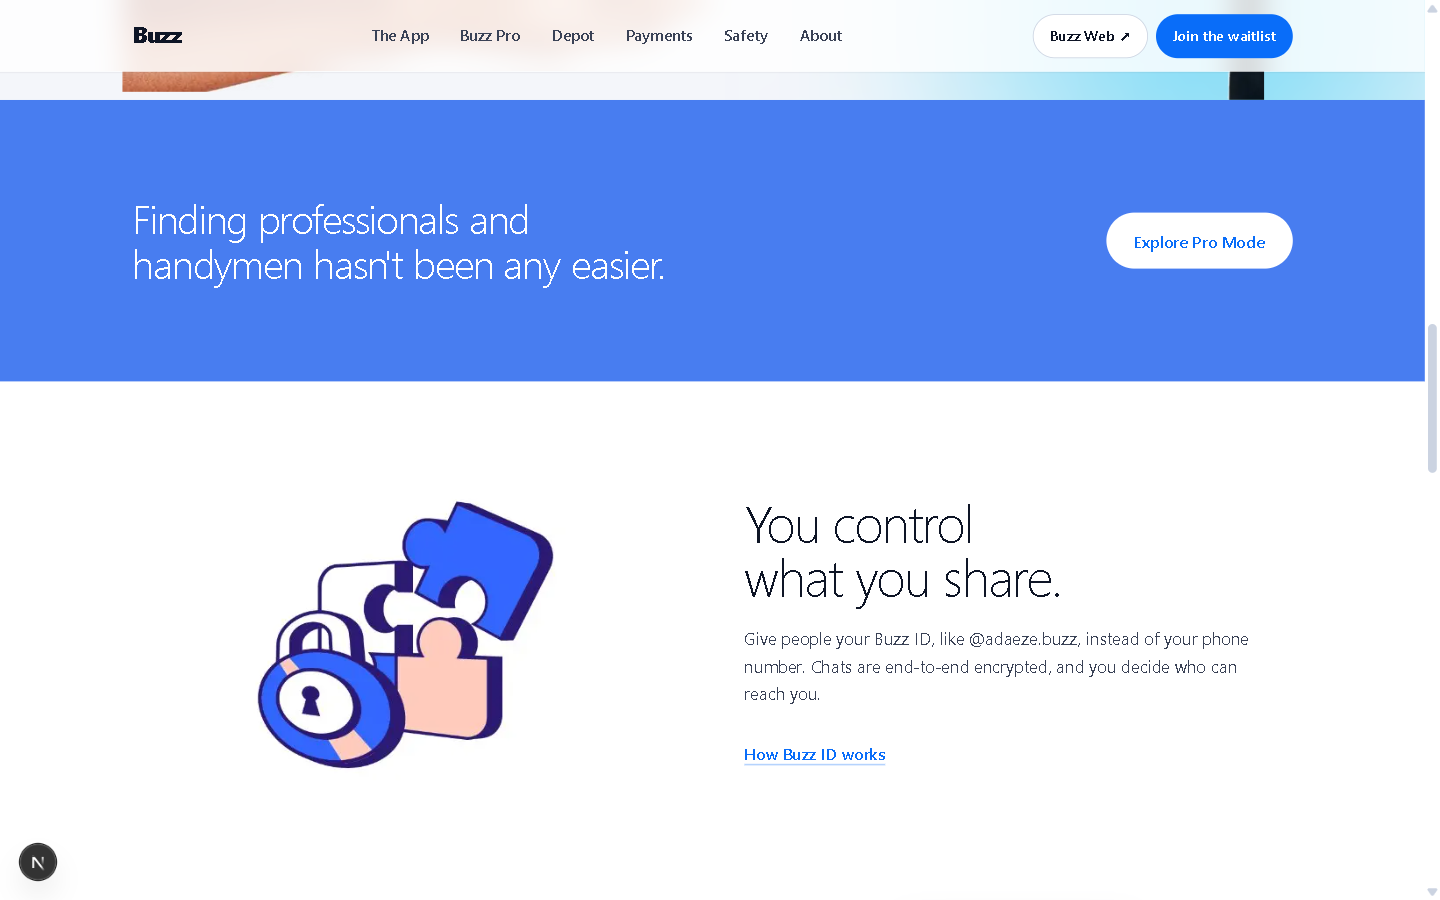 Buzz
The App
Buzz Pro
Depot
Payments
Safety
About
Buzz Web ↗
Join the waitlist
Finding professionals and
handymen hasn't been any easier.
Explore Pro Mode
You control
what you share.
Give people your Buzz ID, like @adaeze.buzz, instead of your phone
number. Chats are end-to-end encrypted, and you decide who can
reach you.
How Buzz ID works
N